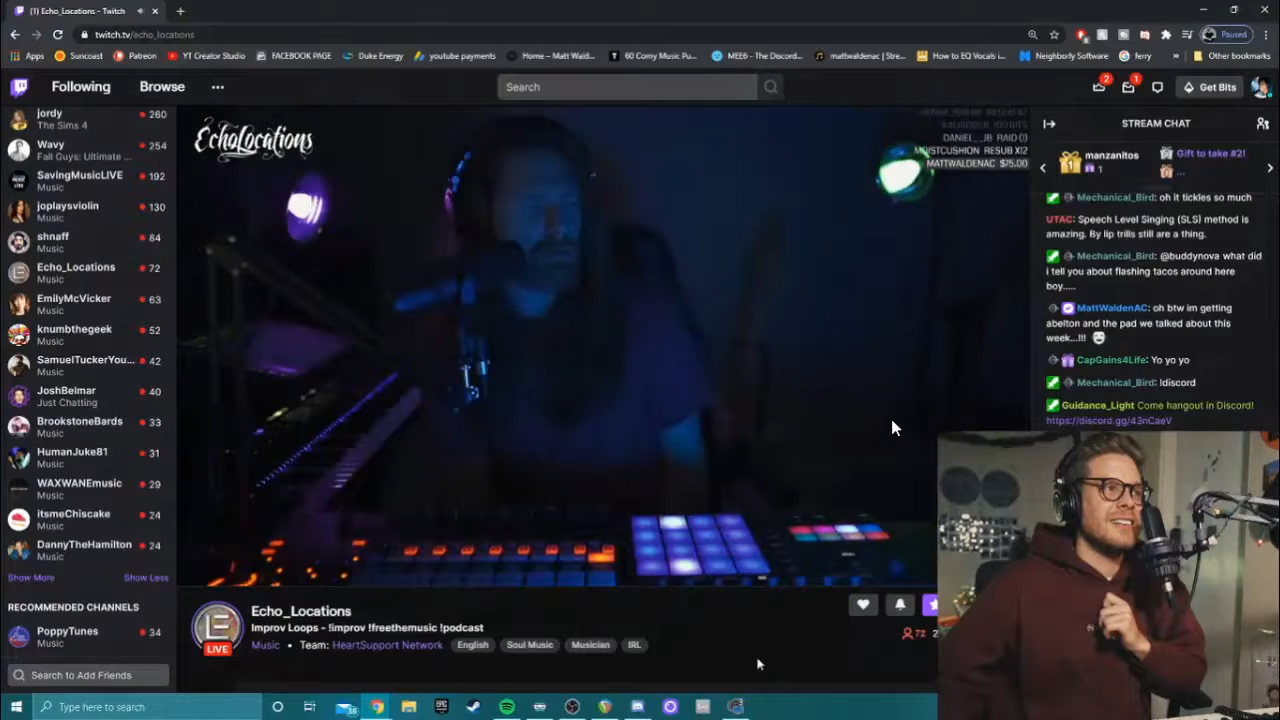 (1) Echo_Locations - Twitch
twitch.tv/echo_locations
Paused
Apps
Suncoast
Patreon
YT Creator Studio
FACEBOOK PAGE
Duke Energy
youtube payments
Home – Matt Wald...
60 Corny Music Pu...
MEE6 - The Discord...
mattwaldenac | Stre...
How to EQ Vocals i...
Neighborly Software
ferry
»
Other bookmarks
Following
Browse
Search
2
1
Get Bits
jordy
260
The Sims 4
Wavy
254
Fall Guys: Ultimate ...
SavingMusicLIVE
192
Music
joplaysviolin
130
Music
shnaff
84
Music
Echo_Locations
72
Music
EmilyMcVicker
63
Music
knumbthegeek
52
Music
SamuelTuckerYou...
42
Music
JoshBelmar
40
Just Chatting
BrookstoneBards
33
Music
HumanJuke81
31
Music
WAXWANEmusic
29
Music
itsmeChiscake
24
Music
DannyTheHamilton
24
Music
Show More
Show Less
RECOMMENDED CHANNELS
PoppyTunes
34
Music
Search to Add Friends
EchoLocations
DANIEL__JB RAID ()
MOISTCUSHION RESUB X12
MATTWALDENAC $75.00
STREAM CHAT
manzanitos
1
Gift to take #2!
...
Mechanical_Bird: oh it tickles so much
UTAC: Speech Level Singing (SLS) method is
amazing. By lip trills still are a thing.
Mechanical_Bird: @buddynova what did
i tell you about flashing tacos around here
boy.....
MattWaldenAC: oh btw im getting
abelton and the pad we talked about this
week...!!!
CapGains4Life: Yo yo yo
Mechanical_Bird: !discord
Guidance_Light Come hangout in Discord!
https://discord.gg/43nCaeV
LIVE
Echo_Locations
Improv Loops - !improv !freethemusic !podcast
Music • Team: HeartSupport Network
English
Soul Music
Musician
IRL
72
Type here to search
38